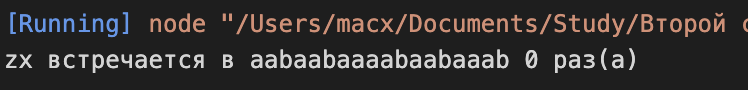 [Running] node "/Users/macx/Documents/Study/Второй
zx встречается в aabaabaaaabaabaaab 0 раз(а)